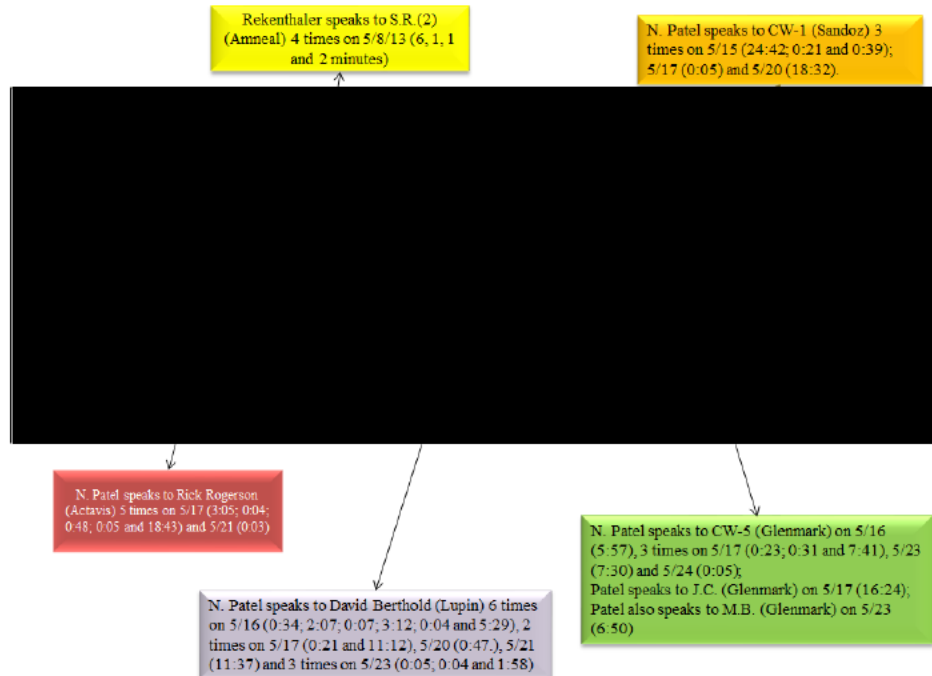 Rekenthaler speaks to S.R.(2)
(Amneal) 4 times on 5/8/13 (6, 1, 1
and 2 minutes)
N. Patel speaks to CW-1 (Sandoz) 3
times on 5/15 (24:42; 0:21 and 0:39);
5/17 (0:05) and 5/20 (18:32).
N. Patel speaks to Rick Rogerson
(Actavis) 5 times on 5/17 (3:05; 0:04;
0:48; 0:05 and 18:43) and 5/21 (0:03)
N. Patel speaks to David Berthold (Lupin) 6 times
on 5/16 (0:34; 2:07; 0:07; 3:12; 0:04 and 5:29), 2
times on 5/17 (0:21 and 11:12), 5/20 (0:47.), 5/21
(11:37) and 3 times on 5/23 (0:05; 0:04 and 1:58)
N. Patel speaks to CW-5 (Glenmark) on 5/16
(5:57), 3 times on 5/17 (0:23; 0:31 and 7:41), 5/23
(7:30) and 5/24 (0:05);
Patel speaks to J.C. (Glenmark) on 5/17 (16:24);
Patel also speaks to M.B. (Glenmark) on 5/23
(6:50)